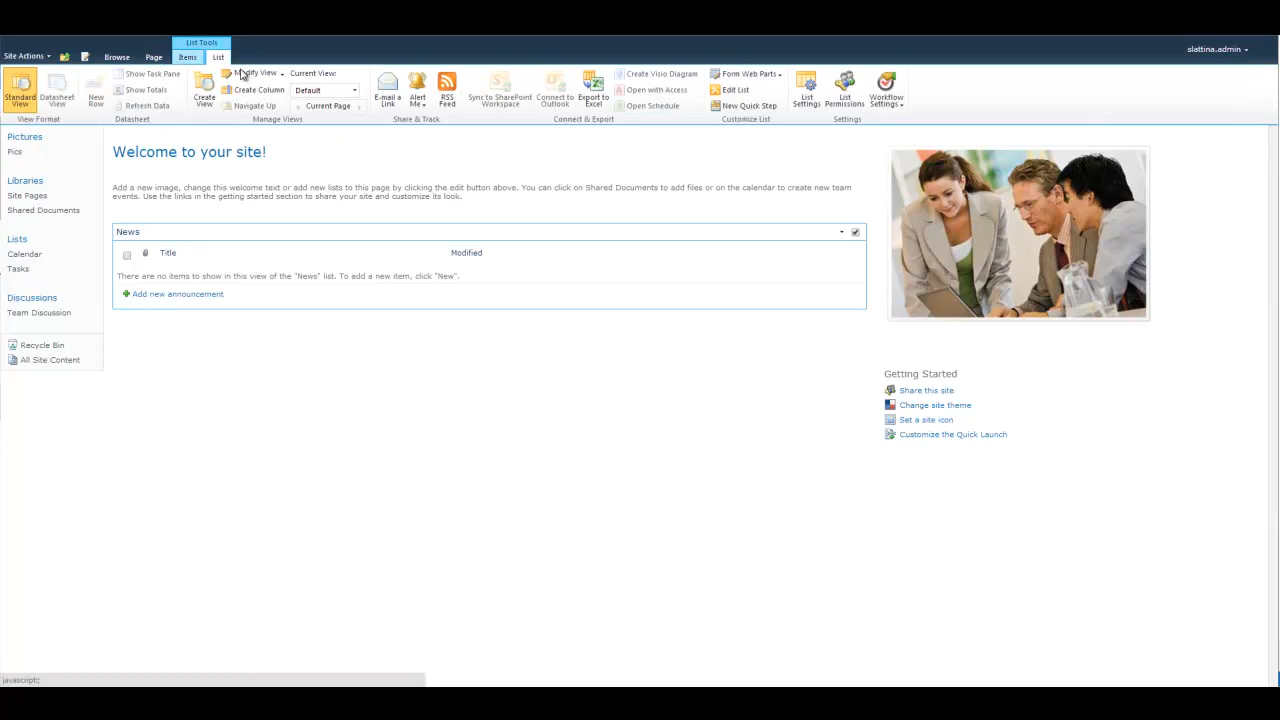 List Tools
Site Actions Browse Page Items List slattina.admin
Standard View
Datasheet View
New Row
Show Task Pane
Show Totals
Refresh Data
Create View
Modify View
Create Column
Navigate Up
Current View:
Default
Current Page
E-mail a Link
Alert Me
RSS Feed
Sync to SharePoint Workspace
Connect to Outlook
Export to Excel
Create Visio Diagram
Open with Access
Open Schedule
Form Web Parts
Edit List
New Quick Step
List Settings
List Permissions
Workflow Settings
View Format Datasheet Manage Views Share & Track Connect & Export Customize List Settings
Pictures
Pics
Libraries
Site Pages
Shared Documents
Lists
Calendar
Tasks
Discussions
Team Discussion
Recycle Bin
All Site Content
Welcome to your site!
Add a new image, change this welcome text or add new lists to this page by clicking the edit button above. You can click on Shared Documents to add files or on the calendar to create new team
events. Use the links in the getting started section to share your site and customize its look.
News
Title Modified
There are no items to show in this view of the "News" list. To add a new item, click "New".
Add new announcement
Getting Started
Share this site
Change site theme
Set a site icon
Customize the Quick Launch
javascript:;